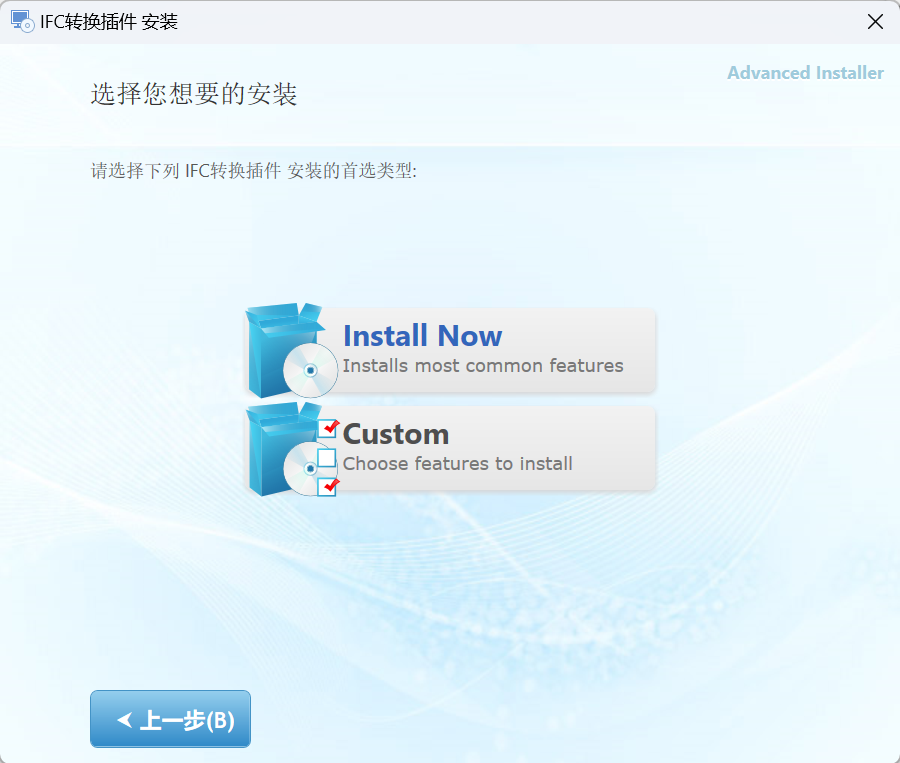 IFC转换插件 安装
Advanced Installer
选择您想要的安装
请选择下列 IFC转换插件 安装的首选类型:
Install Now
Installs most common features
Custom
Choose features to install
上一步(B)